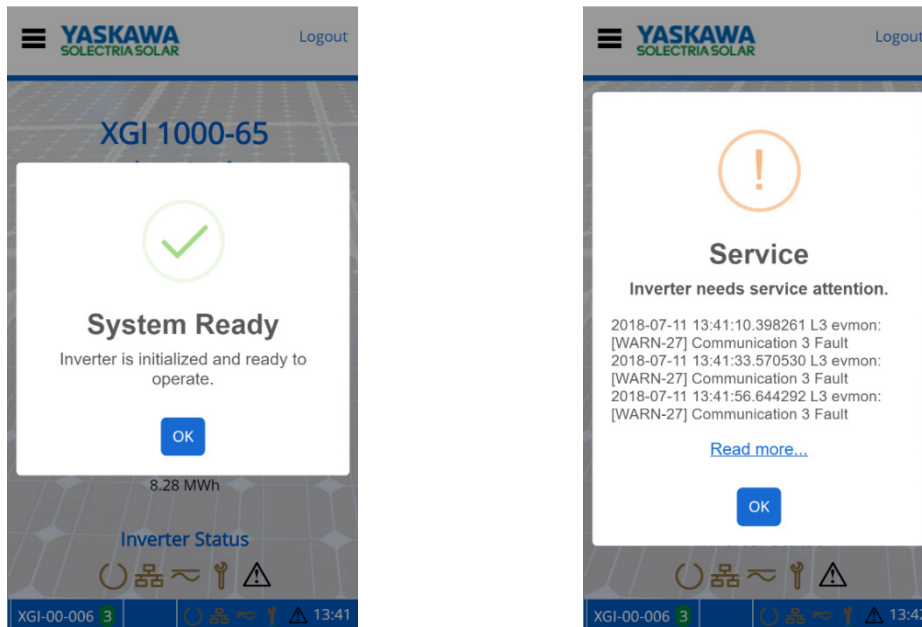 YASKAWA
SOLECTRIA SOLAR
Logout
XGI 1000-65
System Ready
Inverter is initialized and ready to
operate.
OK
8.28 MWh
Inverter Status
XGI-00-006 3
13:41
YASKAWA
SOLECTRIA SOLAR
Logout
!
Service
Inverter needs service attention.
2018-07-11 13:41:10.398261 L3 evmon:
[WARN-27] Communication 3 Fault
2018-07-11 13:41:33.570530 L3 evmon:
[WARN-27] Communication 3 Fault
2018-07-11 13:41:56.644292 L3 evmon:
[WARN-27] Communication 3 Fault
Read more...
OK
XGI-00-006 3
13:42